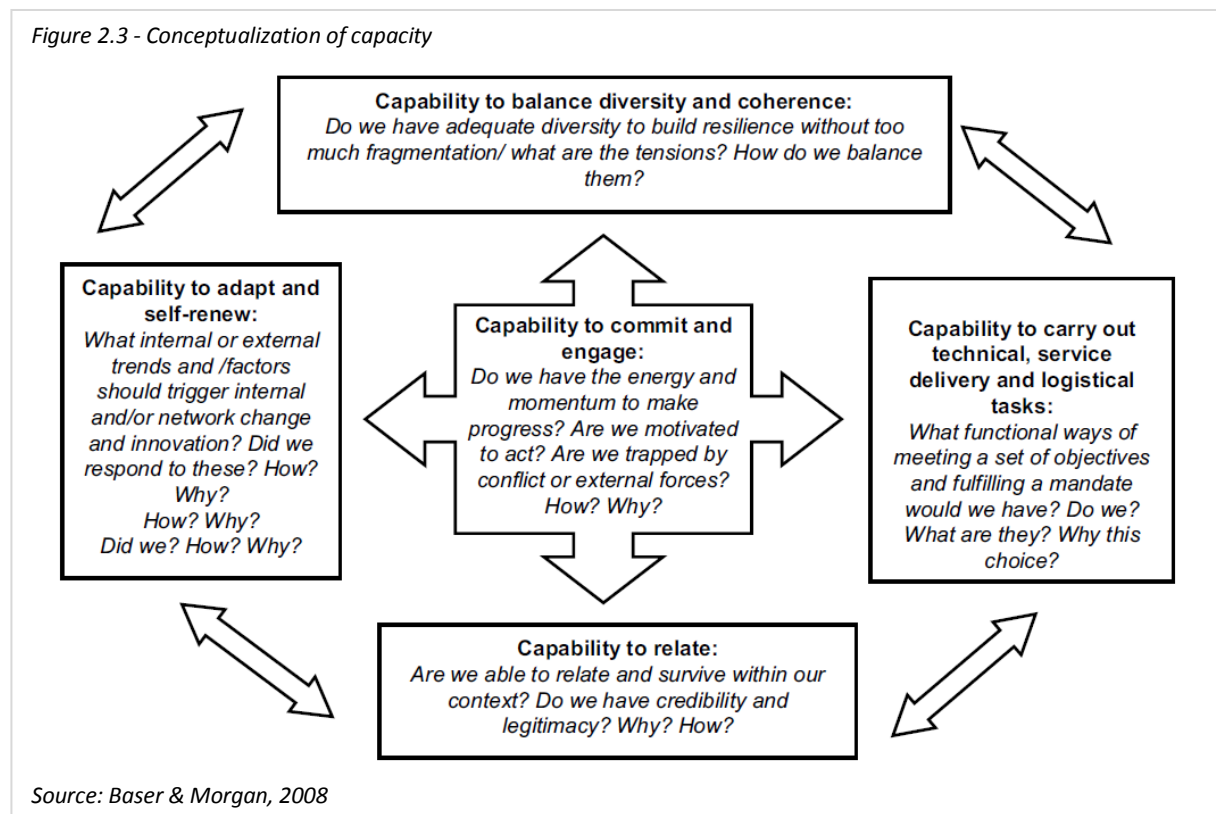 Figure 2.3 - Conceptualization of capacity
Capability to balance diversity and coherence:
Do we have adequate diversity to build resilience without too
much fragmentation/ what are the tensions? How do we balance
them?
Capability to adapt and
self-renew:
What internal or external
trends and /factors
should trigger internal
and/or network change
and innovation? Did we
respond to these? How?
Why?
How? Why?
Did we? How? Why?
Capability to commit and
engage:
Do we have the energy and
momentum to make
progress? Are we motivated
to act? Are we trapped by
conflict or external forces?
How? Why?
Capability to carry out
technical, service
delivery and logistical
tasks:
What functional ways of
meeting a set of objectives
and fulfilling a mandate
would we have? Do we?
What are they? Why this
choice?
Capability to relate:
Are we able to relate and survive within our
context? Do we have credibility and
legitimacy? Why? How?
Source: Baser & Morgan, 2008